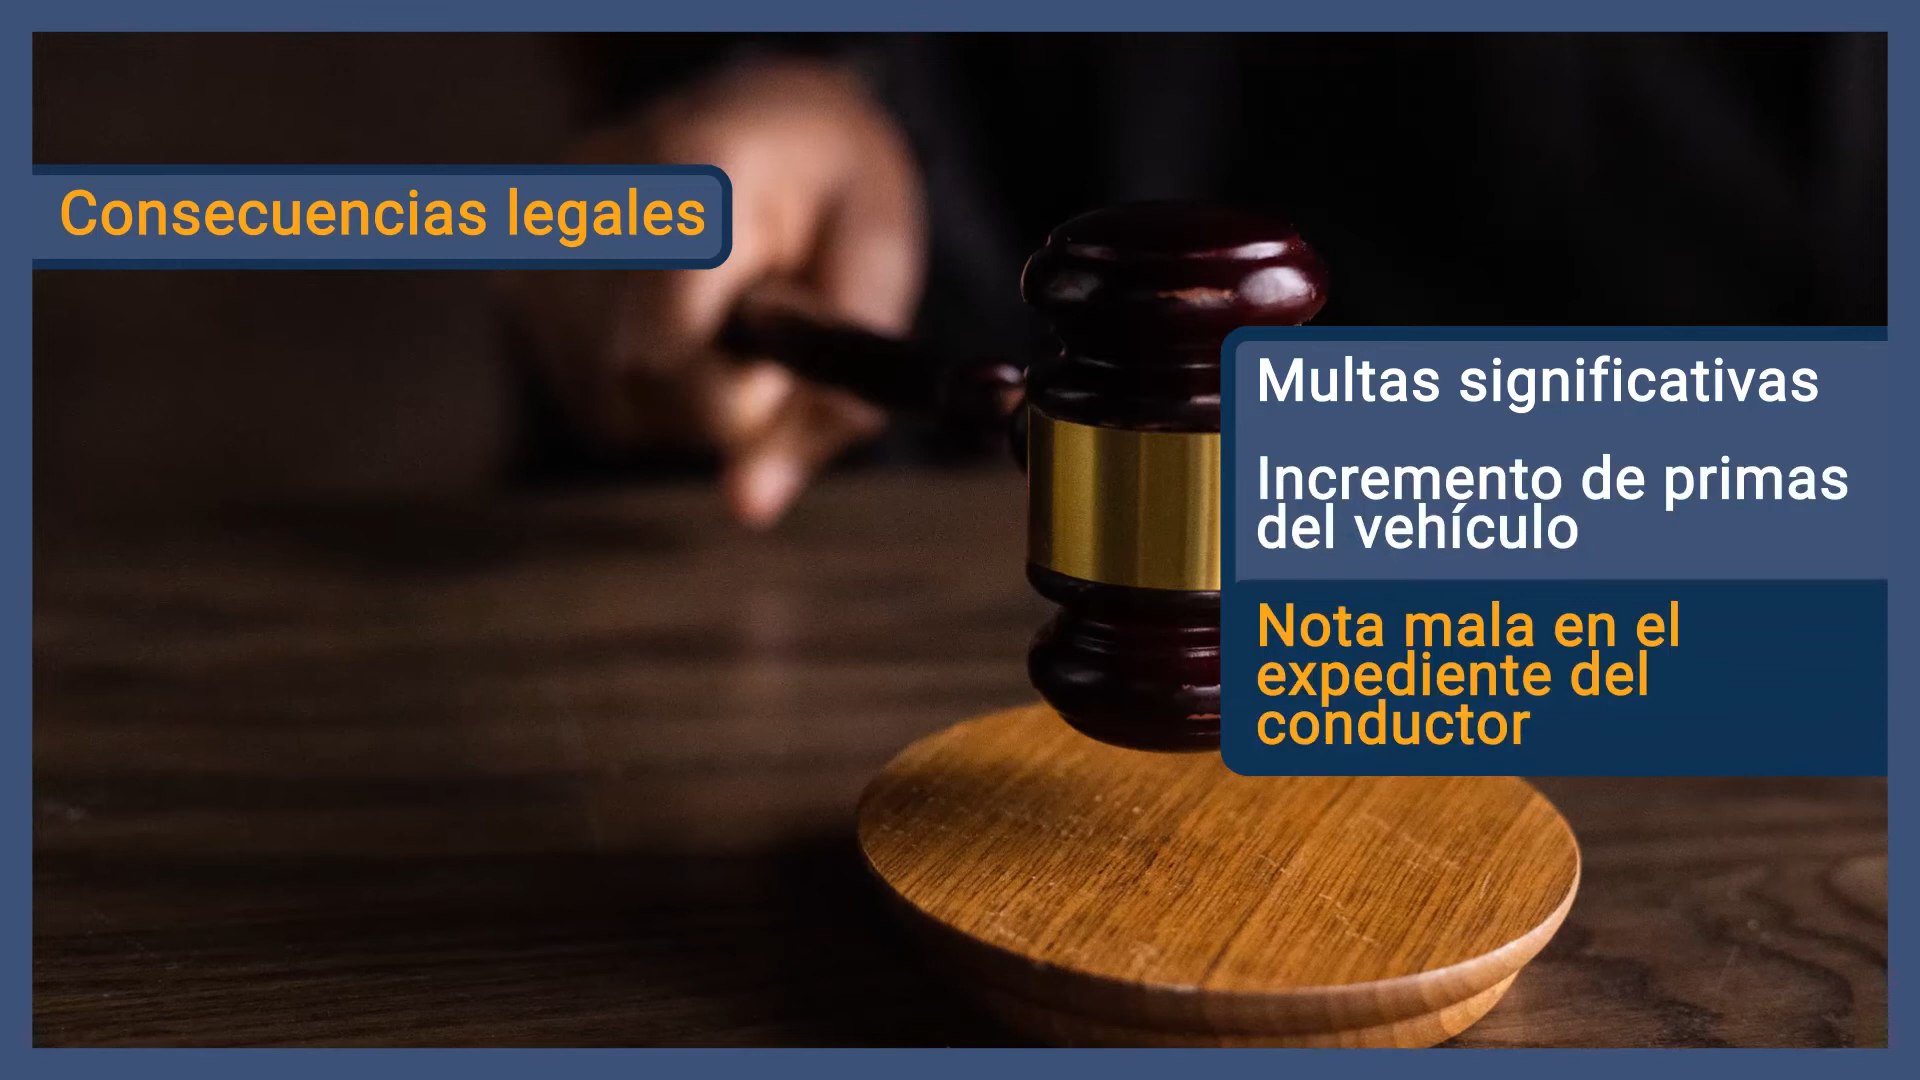 Consecuencias legales
Multas significativas
Incremento de primas
del vehículo
Nota mala en el
expediente del
conductor